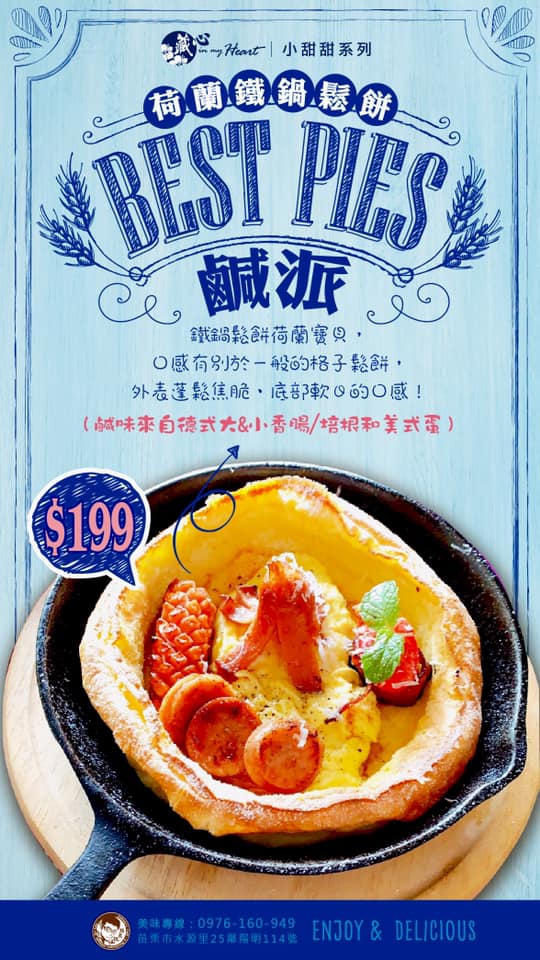 藏心 in my Heart | 小甜甜系列
荷蘭鐵鍋鬆餅
BEST PIES
鹹派
鐵鍋鬆餅荷蘭寶貝，
口感有別於一般的格子鬆餅，
外表蓬鬆焦脆、底部軟Q的口感！
(鹹味來自德式大&小香腸/培根和美式蛋)
$199
美味專線：0976-160-949
苗栗市水源里25鄰陽明114號
ENJOY & DELICIOUS